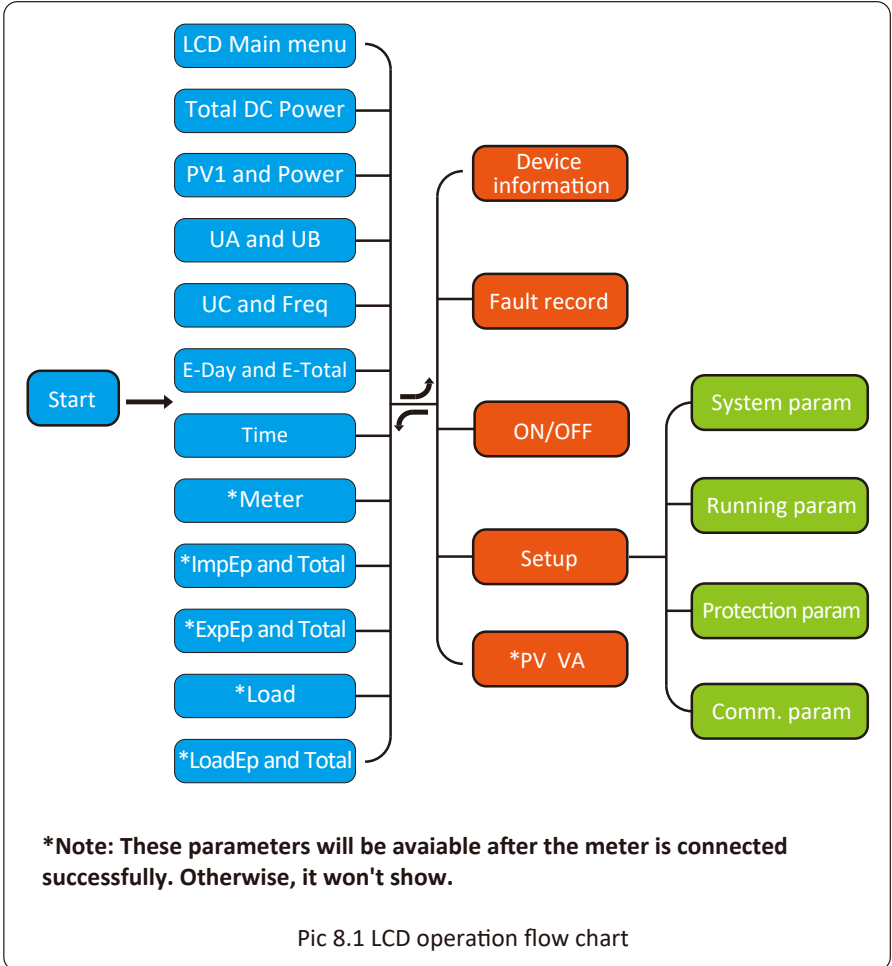 LCD Main menu
Total DC Power
PV1 and Power
UA and UB
UC and Freq
E-Day and E-Total
Time
*Meter
*ImpEp and Total
*ExpEp and Total
*Load
*LoadEp and Total
Start
Device
information
Fault record
ON/OFF
Setup
*PV VA
System param
Running param
Protection param
Comm. param
*Note: These parameters will be avaiable after the meter is connected
successfully. Otherwise, it won't show.
Pic 8.1 LCD operation flow chart